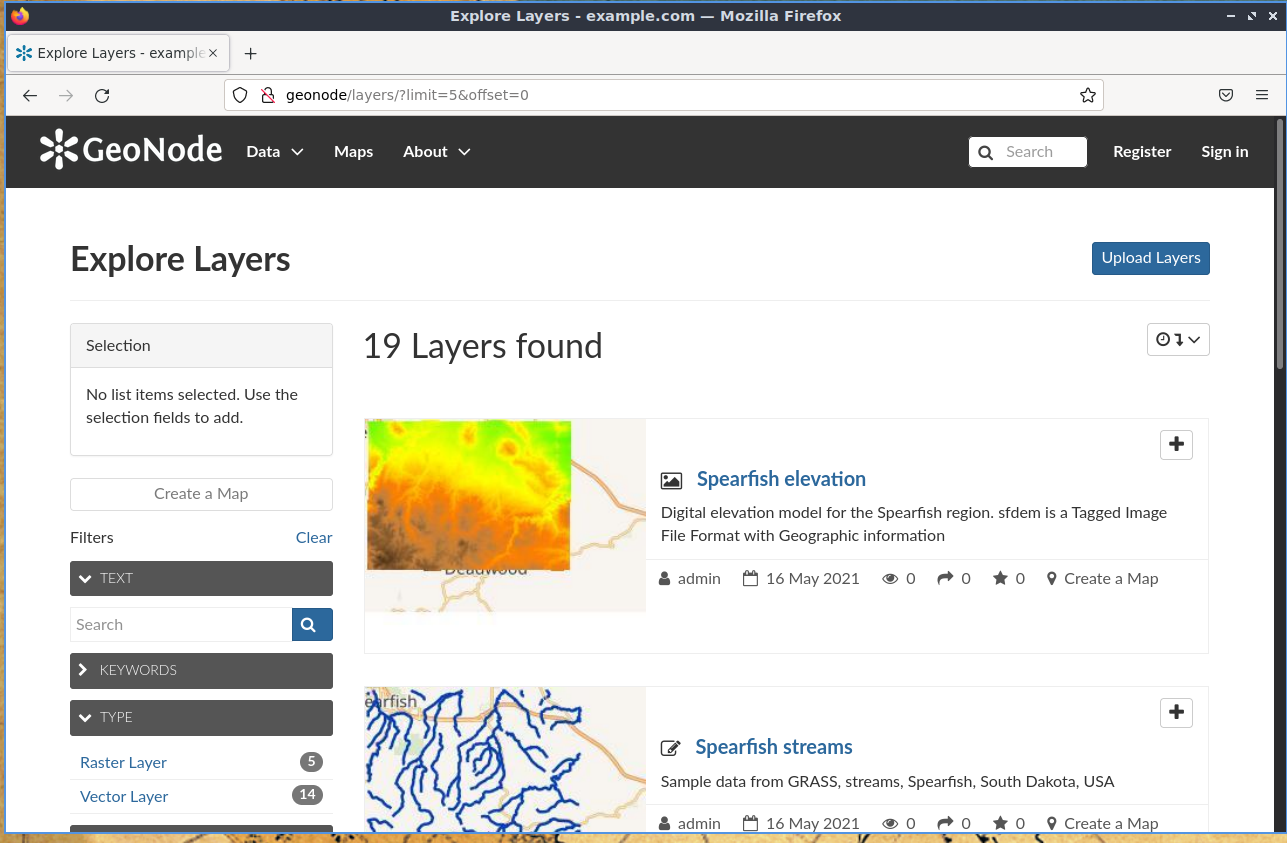 Explore Layers - example.com — Mozilla Firefox
Explore Layers - example
geonode/layers/?limit=5&offset=0
GeoNode Data Maps About Search Register Sign in
Explore Layers
Upload Layers
Selection
No list items selected. Use the
selection fields to add.
Create a Map
Filters Clear
TEXT
Search
KEYWORDS
TYPE
Raster Layer 5
Vector Layer 14
19 Layers found
Spearfish elevation
Digital elevation model for the Spearfish region. sfdem is a Tagged Image
File Format with Geographic information
admin 16 May 2021 0 0 0 Create a Map
Deadwood
earfish
Spearfish streams
Sample data from GRASS, streams, Spearfish, South Dakota, USA
admin 16 May 2021 0 0 0 Create a Map